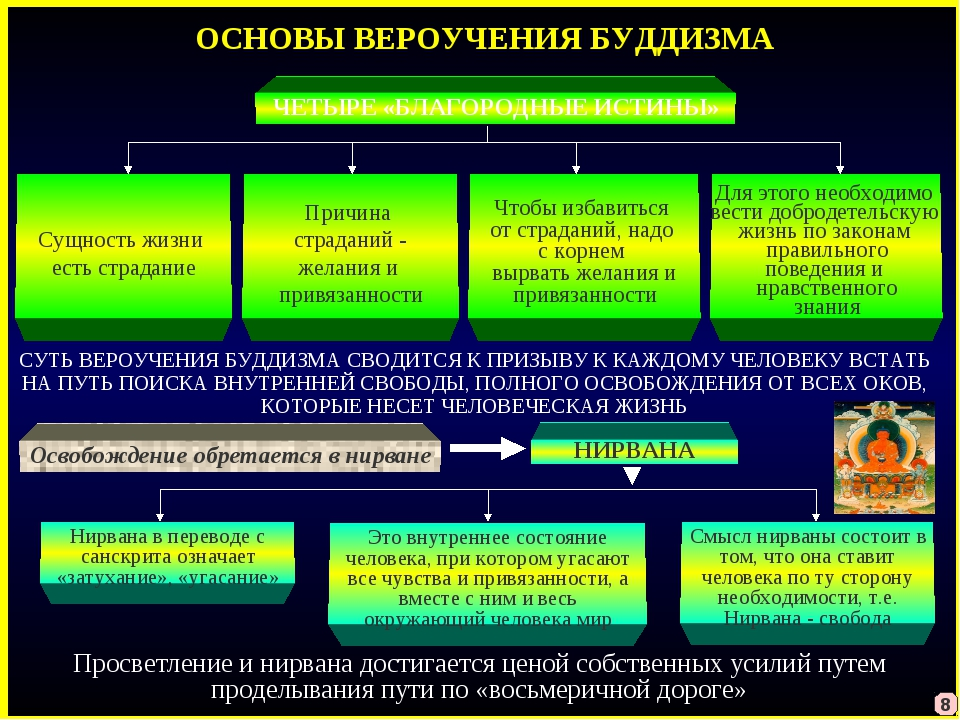 ОСНОВЫ ВЕРОУЧЕНИЯ БУДДИЗМА
ЧЕТЫРЕ «БЛАГОРОДНЫЕ ИСТИНЫ»
Сущность жизни
есть страдание
Причина
страданий -
желания и
привязанности
Чтобы избавиться
от страданий, надо
с корнем
вырвать желания и
привязанности
Для этого необходимо
вести добродетельскую
жизнь по законам
правильного
поведения и
нравственного
знания
СУТЬ ВЕРОУЧЕНИЯ БУДДИЗМА СВОДИТСЯ К ПРИЗЫВУ К КАЖДОМУ ЧЕЛОВЕКУ ВСТАТЬ
НА ПУТЬ ПОИСКА ВНУТРЕННЕЙ СВОБОДЫ, ПОЛНОГО ОСВОБОЖДЕНИЯ ОТ ВСЕХ ОКОВ,
КОТОРЫЕ НЕСЕТ ЧЕЛОВЕЧЕСКАЯ ЖИЗНЬ
Освобождение обретается в нирване
НИРВАНА
Нирвана в переводе с
санскрита означает
«затухание», «угасание»
Это внутреннее состояние
человека, при котором угасают
все чувства и привязанности, а
вместе с ним и весь
окружающий человека мир
Смысл нирваны состоит в
том, что она ставит
человека по ту сторону
необходимости, т.е.
Нирвана - свобода
Просветление и нирвана достигается ценой собственных усилий путем
проделывания пути по «восьмеричной дороге»
8